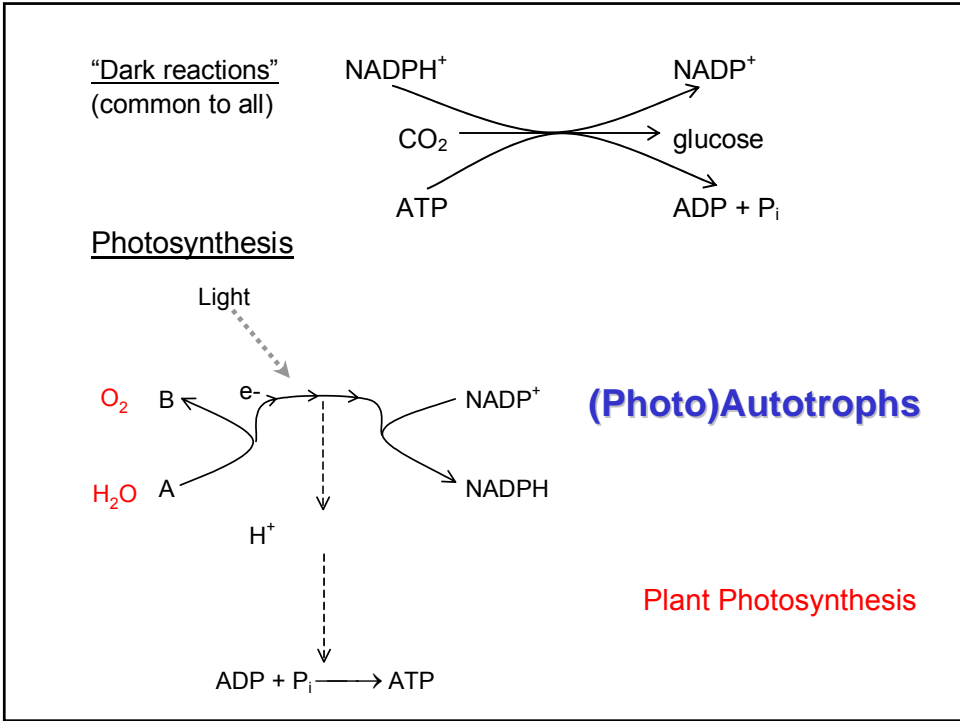 “Dark reactions” NADPH⁺ NADP⁺
(common to all)
CO₂ glucose
ATP ADP + Pᵢ
Photosynthesis
Light
O₂ B e- NADP⁺ (Photo)Autotrophs
H₂O A NADPH
H⁺
Plant Photosynthesis
ADP + Pᵢ ATP